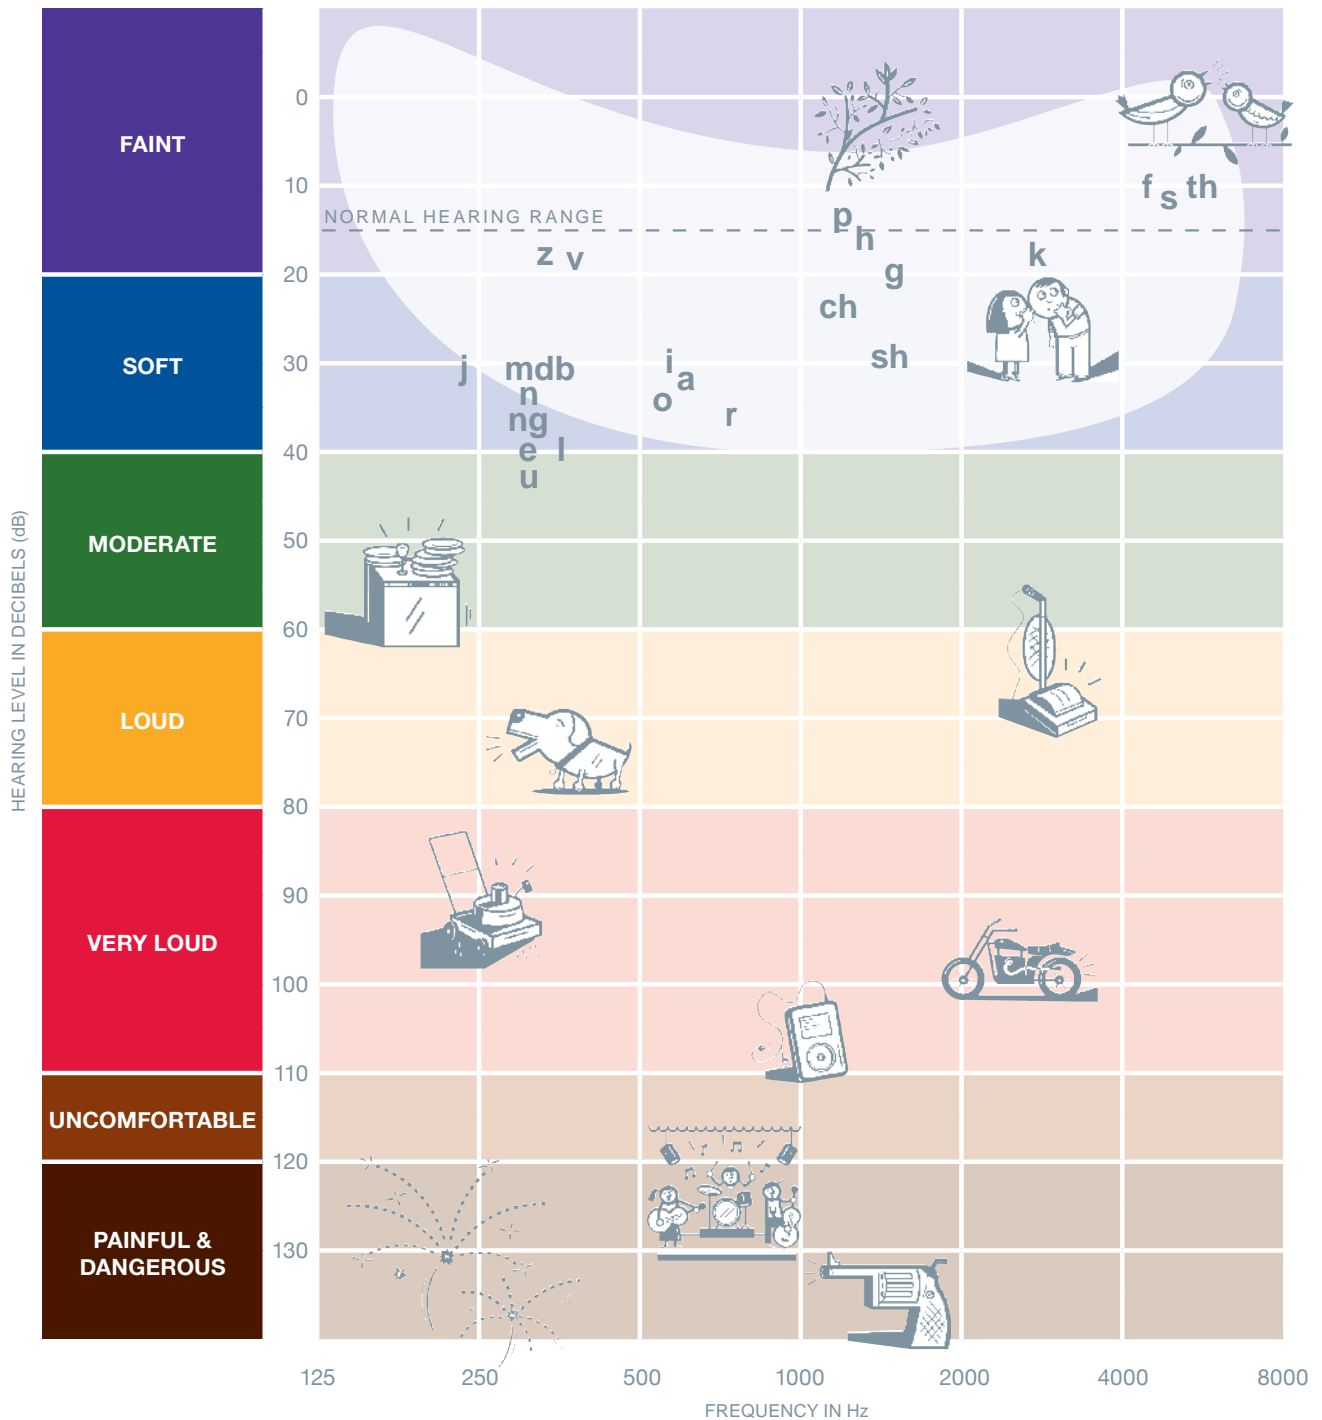 FAINT
SOFT
MODERATE
LOUD
VERY LOUD
UNCOMFORTABLE
PAINFUL &
DANGEROUS
HEARING LEVEL IN DECIBELS (dB)
0
10
20
30
40
50
60
70
80
90
100
110
120
130
NORMAL HEARING RANGE
f s th
p
h
z v
k
g
ch
sh
j
mdb
n
ng
e l
u
i
a
o
r
125 250 500 1000 2000 4000 8000
FREQUENCY IN Hz